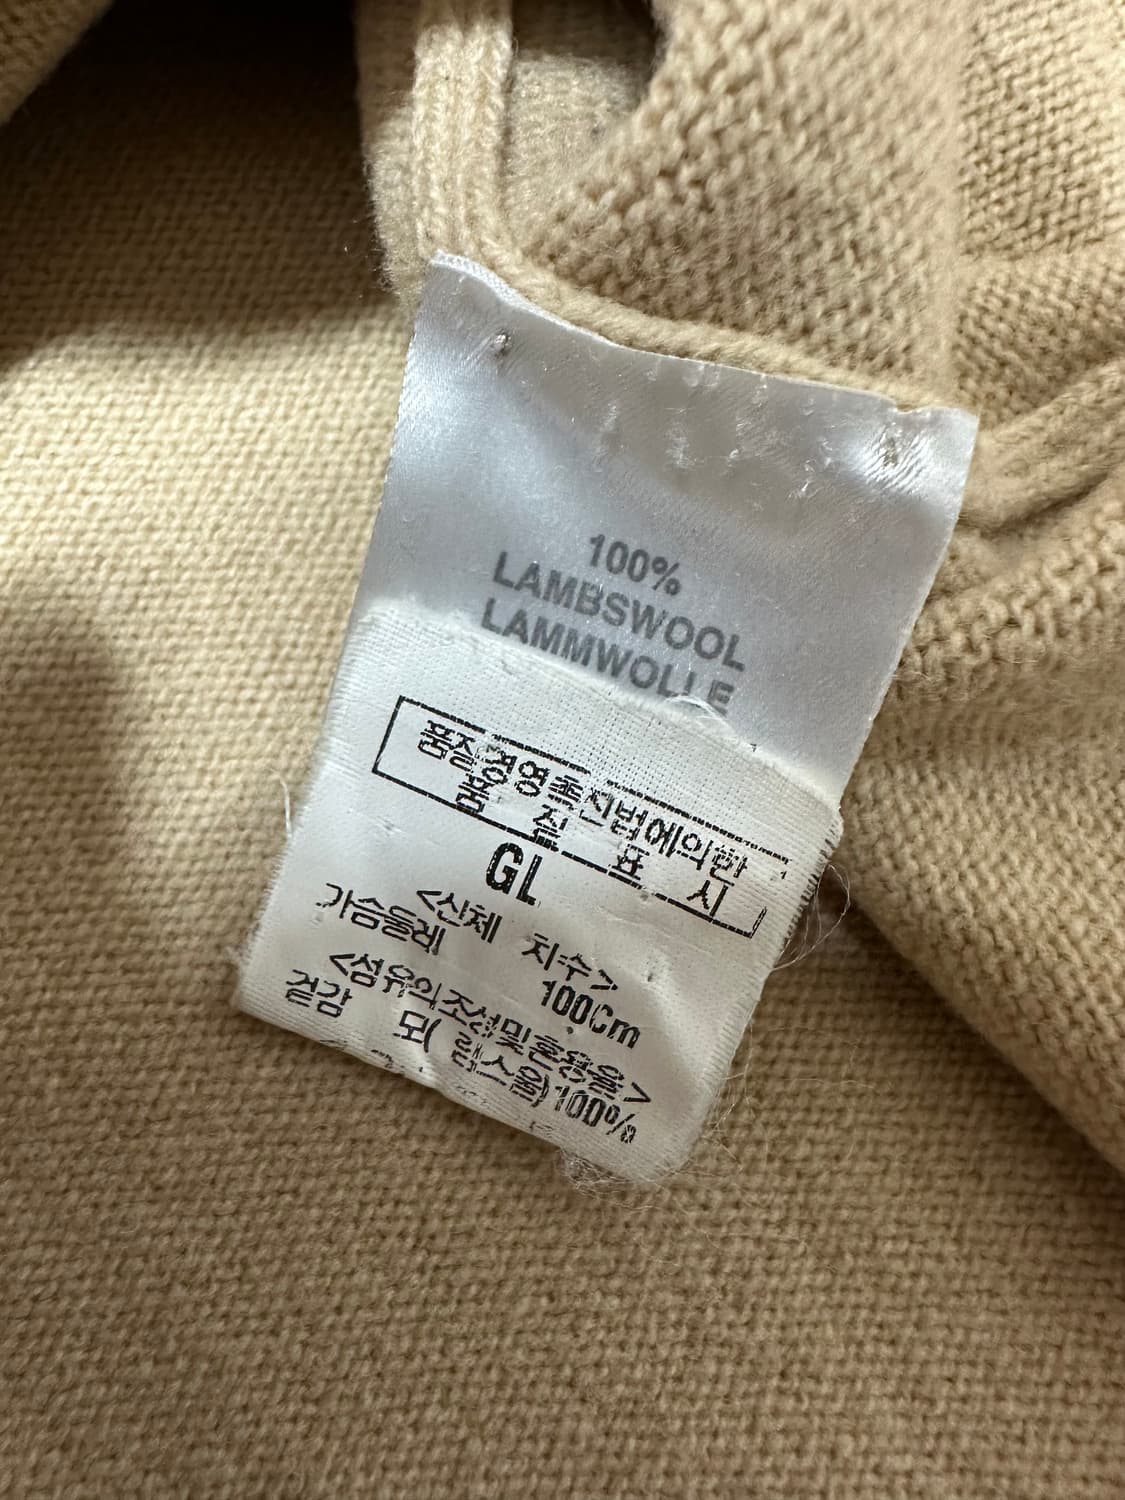 100%
LAMBSWOOL
LAMMWOLLE
품질경영촉진법에의한
품 질 표 시
GL
<신체 치수>
가슴둘레 100Cm
<섬유의조성및혼용율>
겉감 모(램스울)100%